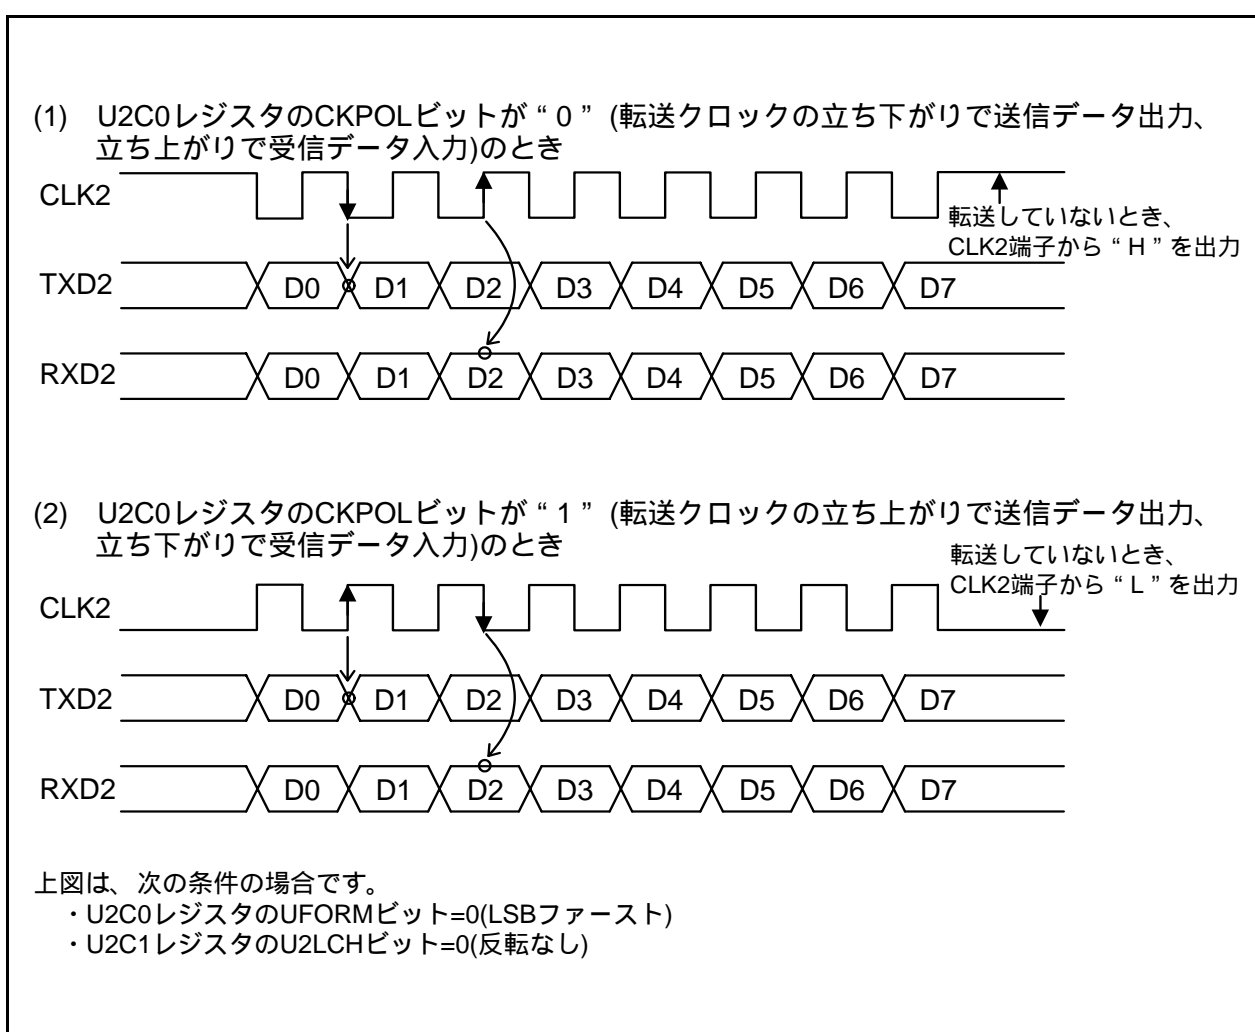 (1) U2C0レジスタのCKPOLビットが“0”(転送クロックの立ち下がりで送信データ出力、
立ち上がりで受信データ入力)のとき
CLK2
転送していないとき、
CLK2端子から“H”を出力
TXD2 D0 D1 D2 D3 D4 D5 D6 D7
RXD2 D0 D1 D2 D3 D4 D5 D6 D7
(2) U2C0レジスタのCKPOLビットが“1”(転送クロックの立ち上がりで送信データ出力、
立ち下がりで受信データ入力)のとき
転送していないとき、
CLK2端子から“L”を出力
CLK2
TXD2 D0 D1 D2 D3 D4 D5 D6 D7
RXD2 D0 D1 D2 D3 D4 D5 D6 D7
上図は、次の条件の場合です。
・U2C0レジスタのUFORMビット=0(LSBファースト)
・U2C1レジスタのU2LCHビット=0(反転なし)